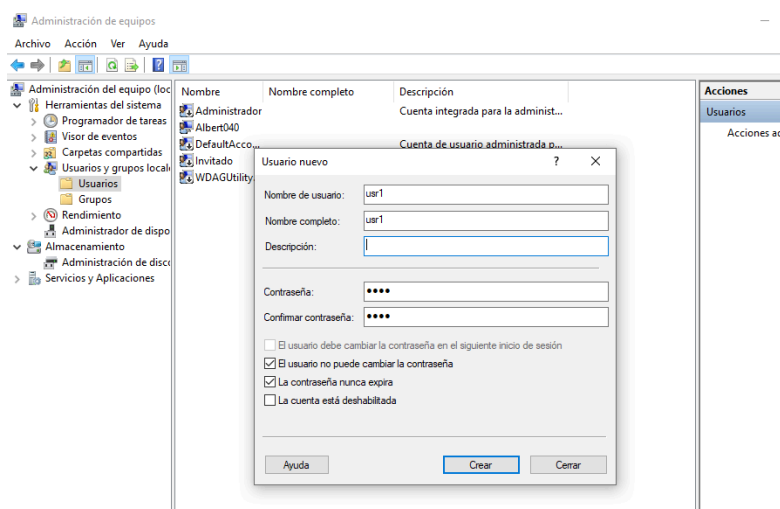 Administración de equipos
Archivo Acción Ver Ayuda
Administración del equipo (loc
Herramientas del sistema
Programador de tareas
Visor de eventos
Carpetas compartidas
Usuarios y grupos local
Usuarios
Grupos
Rendimiento
Administrador de dispo
Almacenamiento
Administración de disc
Servicios y Aplicaciones
Nombre Nombre completo Descripción
Administrador Cuenta integrada para la administ...
Albert040
DefaultAcco... Cuenta de usuario administrada p...
Invitado
WDAGUtility
Usuario nuevo ? ×
Nombre de usuario: usr1
Nombre completo: usr1
Descripción:
Contraseña: ●●●●
Confirmar contraseña: ●●●●
El usuario debe cambiar la contraseña en el siguiente inicio de sesión
El usuario no puede cambiar la contraseña
La contraseña nunca expira
La cuenta está deshabilitada
Ayuda Crear Cerrar
Acciones
Usuarios
Acciones ad